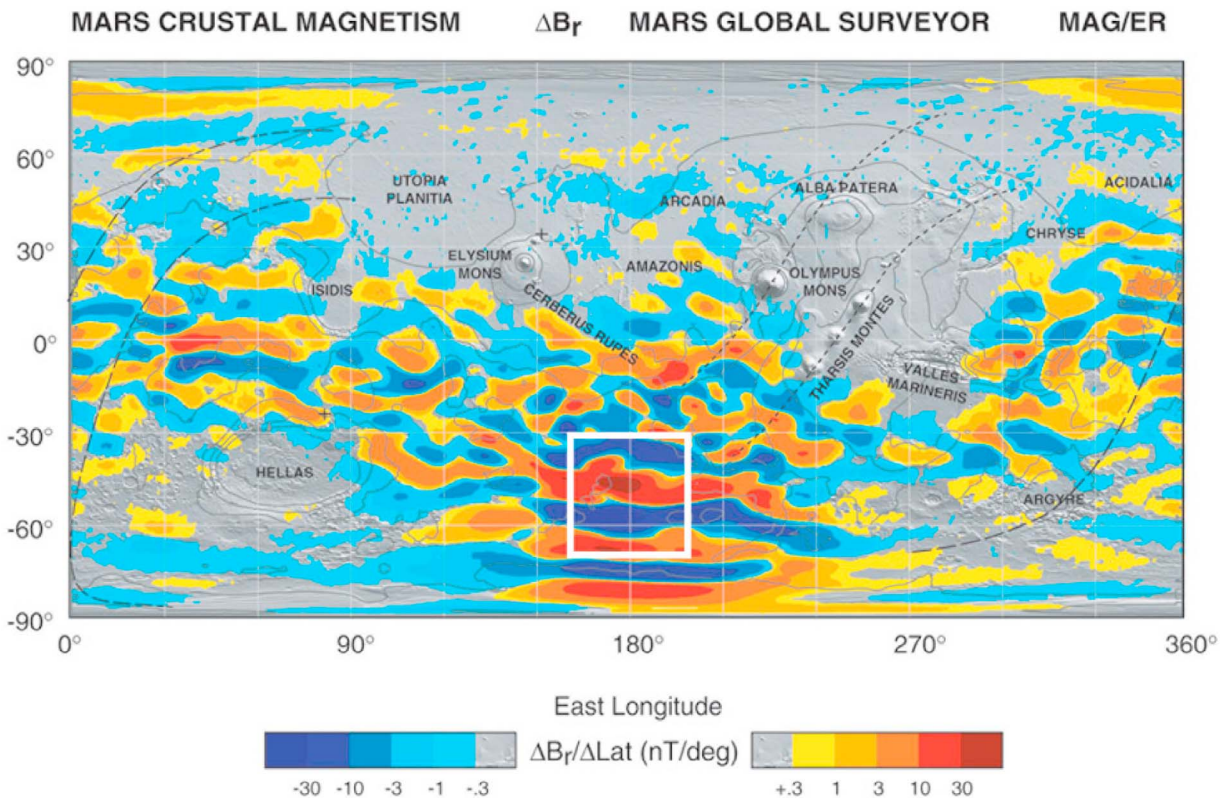 MARS CRUSTAL MAGNETISM ΔBr MARS GLOBAL SURVEYOR MAG/ER
90°
60°
30°
0°
-30°
-60°
-90°
UTOPIA
PLANITIA
ARCADIA
ALBA PATERA
ACIDALIA
CHRYSE
ELYSIUM
MONS
AMAZONIS
OLYMPUS
MONS
ISIDIS
CERBERUS RUPES
THARSIS MONTES
VALLES
MARINERIS
HELLAS
ARGYRE
0° 90° 180° 270° 360°
East Longitude
ΔBr/ΔLat (nT/deg)
-30 -10 -3 -1 -.3 +.3 1 3 10 30